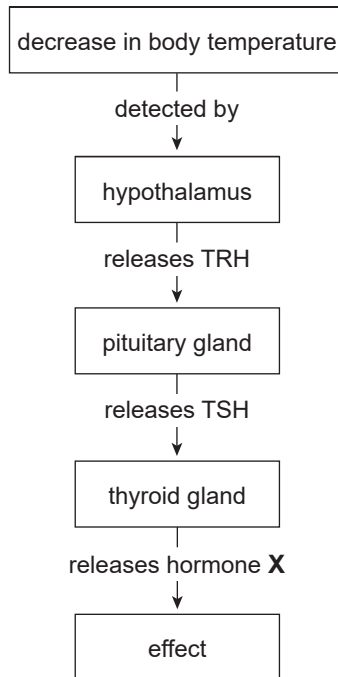 decrease in body temperature
detected by
hypothalamus
releases TRH
pituitary gland
releases TSH
thyroid gland
releases hormone X
effect